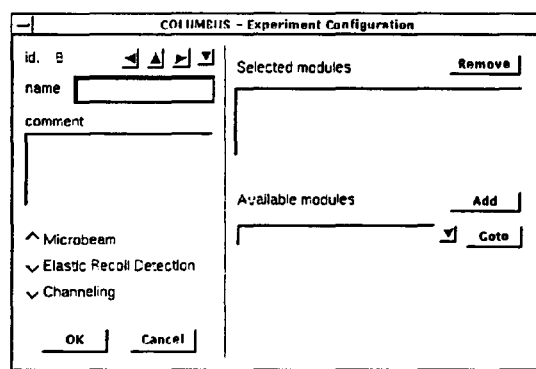 COLUMBUS - Experiment Configuration
id. B
name
comment
Microbeam
Elastic Recoil Detection
Channeling
OK Cancel
Selected modules Remove
Available modules Add
Goto